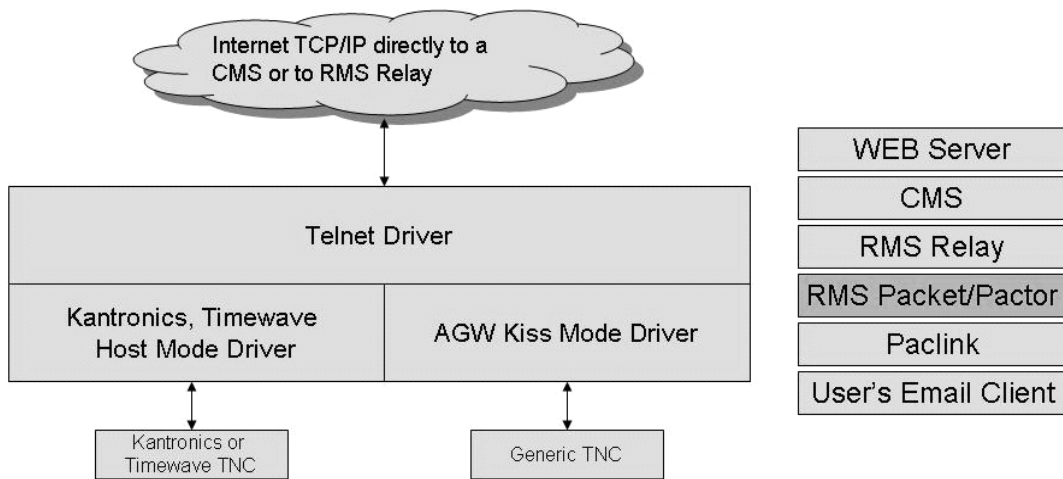 Internet TCP/IP directly to a
CMS or to RMS Relay
Telnet Driver
Kantronics, Timewave
Host Mode Driver
AGW Kiss Mode Driver
Kantronics or
Timewave TNC
Generic TNC
WEB Server
CMS
RMS Relay
RMS Packet/Pactor
Paclink
User's Email Client